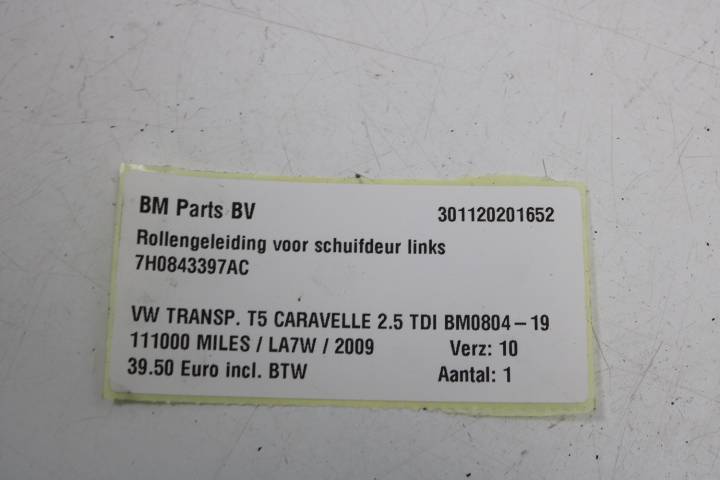 BM Parts BV 301120201652
Rollengeleiding voor schuifdeur links
7H0843397AC
VW TRANSP. T5 CARAVELLE 2.5 TDI BM0804-19
111000 MILES / LA7W / 2009 Verz: 10
39.50 Euro incl. BTW Aantal: 1